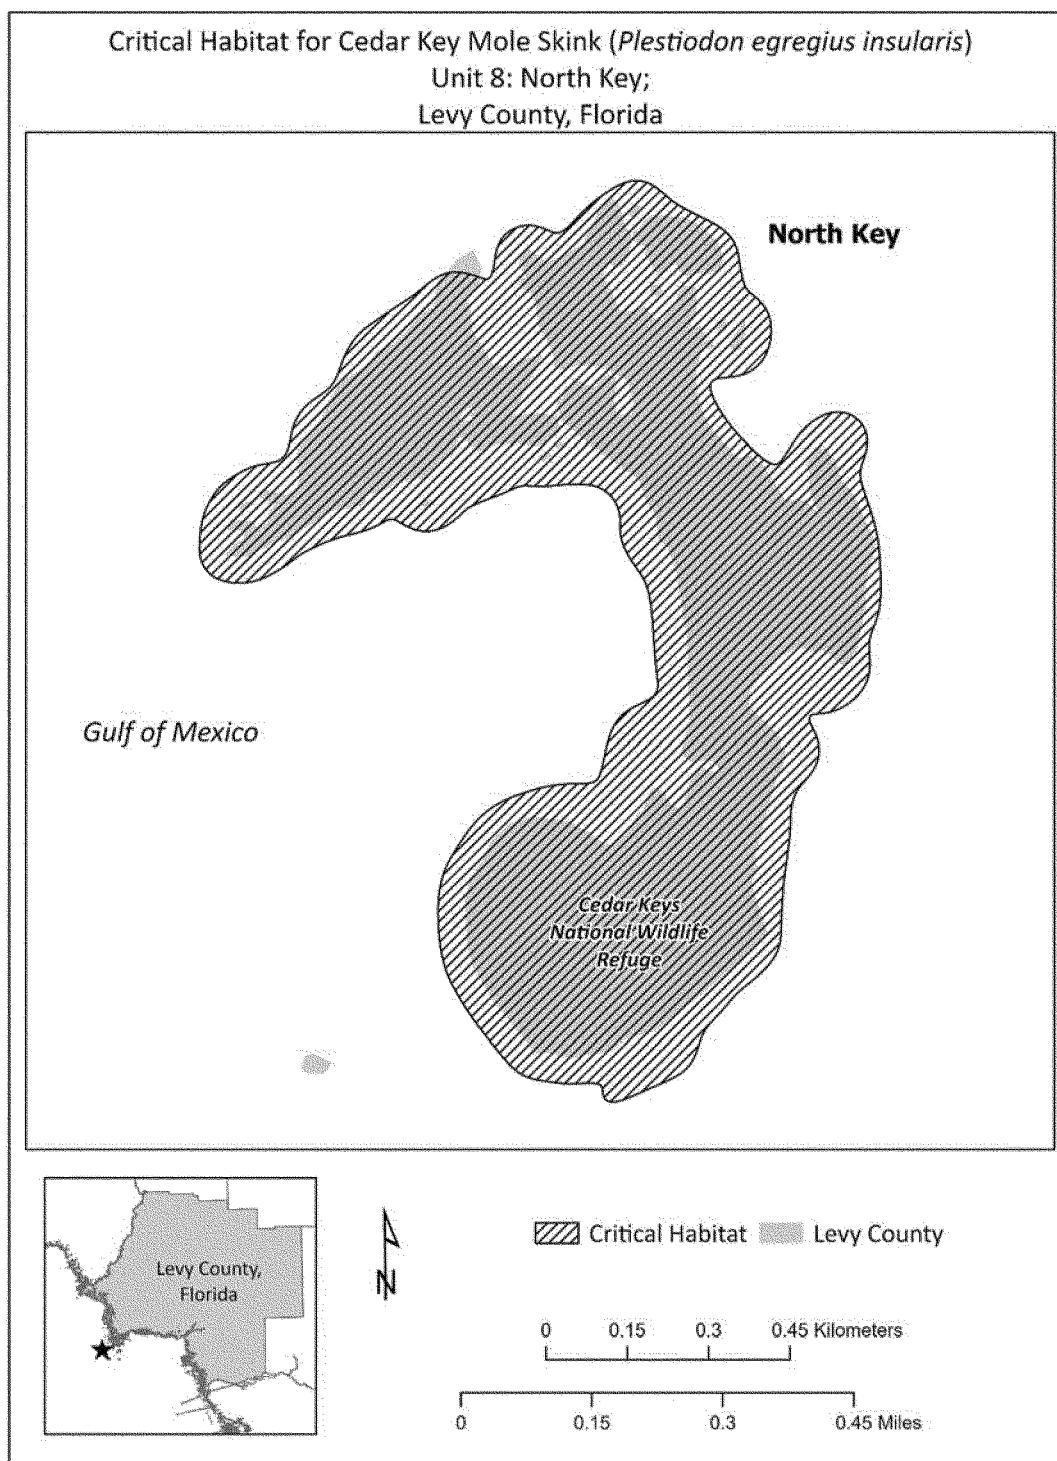 Critical Habitat for Cedar Key Mole Skink (Plestiodon egregius insularis)
Unit 8: North Key;
Levy County, Florida
North Key
Gulf of Mexico
Cedar Keys
National Wildlife
Refuge
Levy County,
Florida
N
Critical Habitat
Levy County
0 0.15 0.3 0.45 Kilometers
0 0.15 0.3 0.45 Miles